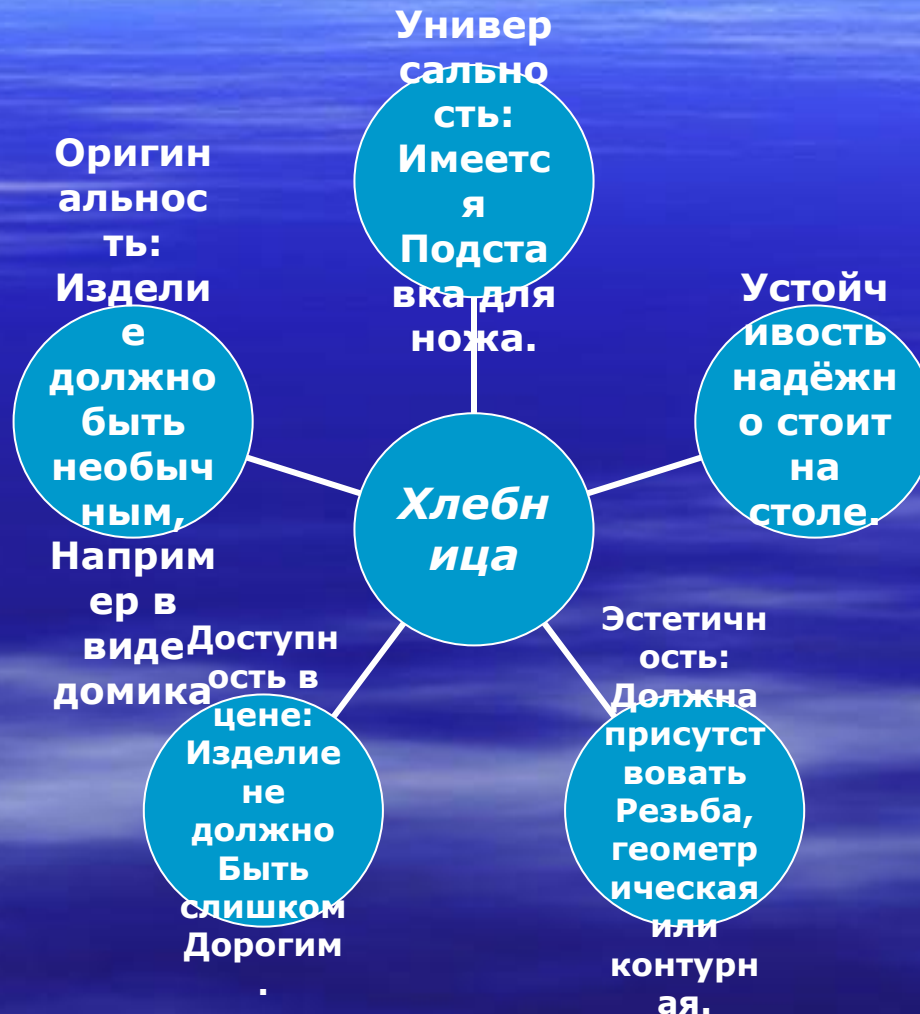 Универ
сально
сть:
Имеетс
я
Подста
вка для
ножа.
Устойч
ивость
надёжн
о стоит
на
столе.
Эстетичн
ость:
Должна
присутст
вовать
Резьба,
геометр
ическая
или
контурн
ая.
Доступн
ость в
цене:
Изделие
не
должно
Быть
слишком
Дорогим
.
Оригин
альнос
ть:
Издели
е
должно
быть
необыч
ным,
Наприм
ер в
виде
домика
Хлебн
ица